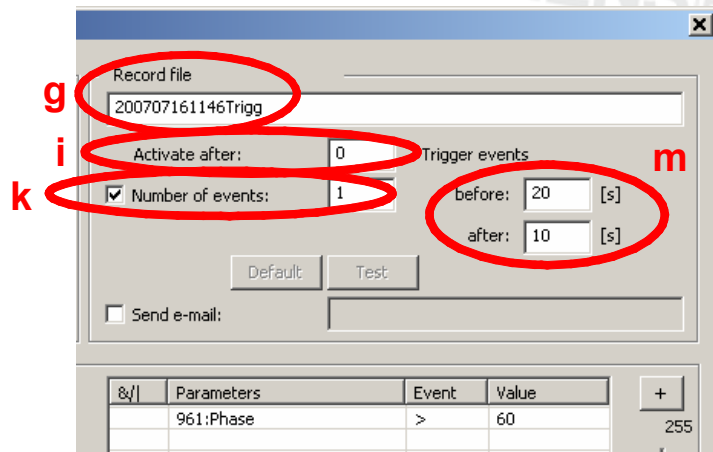 Record file
g
200707161146Trigg
i Activate after: 0 Trigger events m
k Number of events: 1 before: 20 [s]
after: 10 [s]
Default Test
Send e-mail:
&/| Parameters Event Value +
961:Phase > 60 255